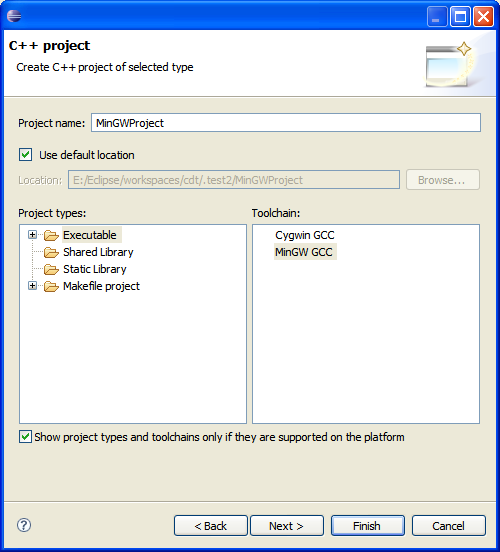 C++ project
Create C++ project of selected type
Project name: MinGWProject
Use default location
Location: E:/Eclipse/workspaces/cdt/.test2/MinGWProject Browse...
Project types: Toolchain:
Executable Cygwin GCC
Shared Library MinGW GCC
Static Library
Makefile project
Show project types and toolchains only if they are supported on the platform
? < Back Next > Finish Cancel